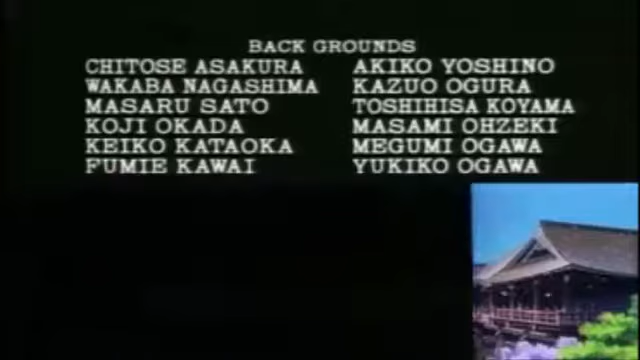 BACK GROUNDS
CHITOSE ASAKURA AKIKO YOSHINO
WAKABA NAGASHIMA KAZUO OGURA
MASARU SATO TOSHIHISA KOYAMA
KOJI OKADA MASAMI OHZEKI
KEIKO KATAOKA MEGUMI OGAWA
FUMIE KAWAI YUKIKO OGAWA